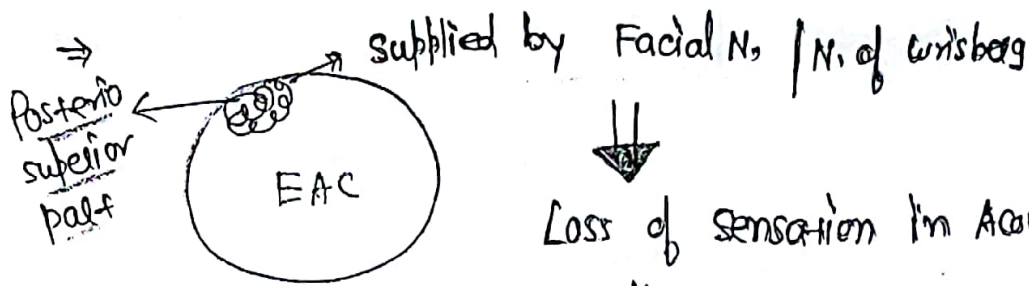 ⇒ supplied by Facial N, / N. of wrisberg
Posterio
superior
part
EAC
Loss of sensation in